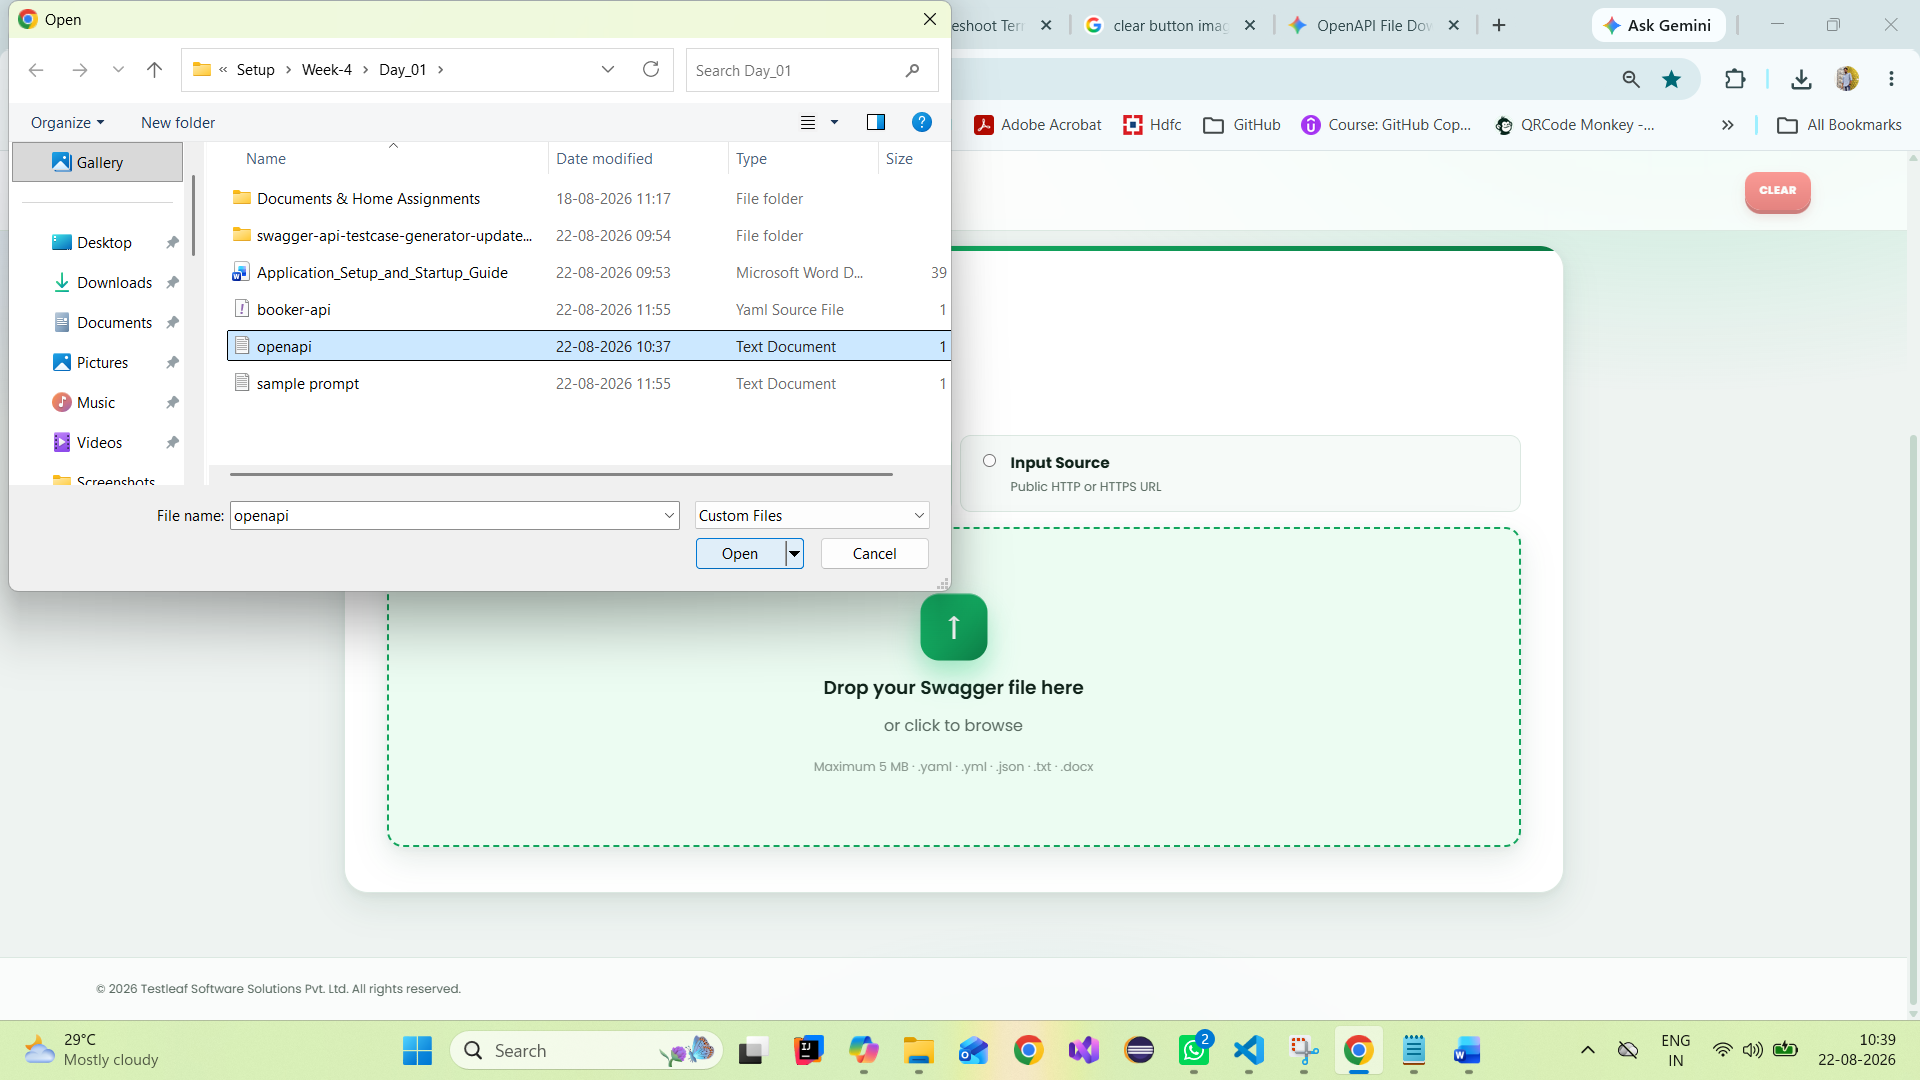 Open
eshoot Ter
clear button imag
OpenAPI File Dow
Ask Gemini
« Setup › Week-4 › Day_01 ›
Search Day_01
Organize
New folder
Adobe Acrobat
Hdfc
GitHub
Course: GitHub Cop...
QRCode Monkey -...
»
All Bookmarks
Gallery
Name
Date modified
Type
Size
CLEAR
Documents & Home Assignments
18-08-2026 11:17
File folder
swagger-api-testcase-generator-update...
22-08-2026 09:54
File folder
Application_Setup_and_Startup_Guide
22-08-2026 09:53
Microsoft Word D...
39
booker-api
22-08-2026 11:55
Yaml Source File
1
openapi
22-08-2026 10:37
Text Document
1
sample prompt
22-08-2026 11:55
Text Document
1
Desktop
Downloads
Documents
Pictures
Music
Videos
Screenshots
Input Source
Public HTTP or HTTPS URL
File name:
openapi
Custom Files
Open
Cancel
Drop your Swagger file here
or click to browse
Maximum 5 MB · .yaml · .yml · .json · .txt · .docx
© 2026 Testleaf Software Solutions Pvt. Ltd. All rights reserved.
29°C
Mostly cloudy
Search
2
ENG
IN
10:39
22-08-2026